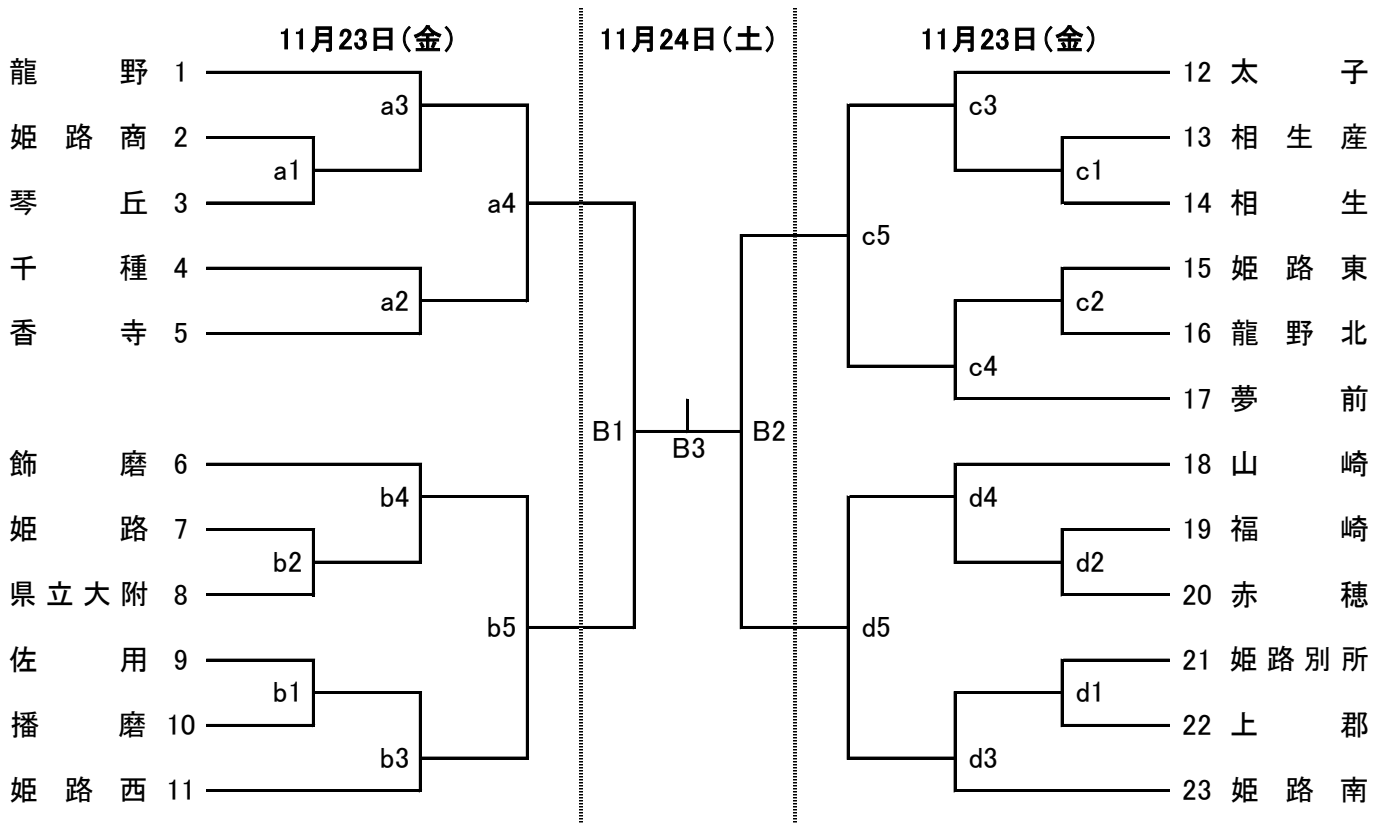 11月23日(金) 11月24日(土) 11月23日(金)
龍野 1
a3
姫路商 2
a1
琴丘 3
a4
千種 4
a2
香寺 5
飾磨 6
b4
姫路 7
b2
県立大附 8
b5
佐用 9
b1
播磨 10
b3
姫路西 11
B1
B3
B2
12 太子
c3
13 相生産
c1
14 相生
c5
15 姫路東
c2
16 龍野北
c4
17 夢前
18 山崎
d4
19 福崎
d2
20 赤穂
d5
21 姫路別所
d1
22 上郡
d3
23 姫路南